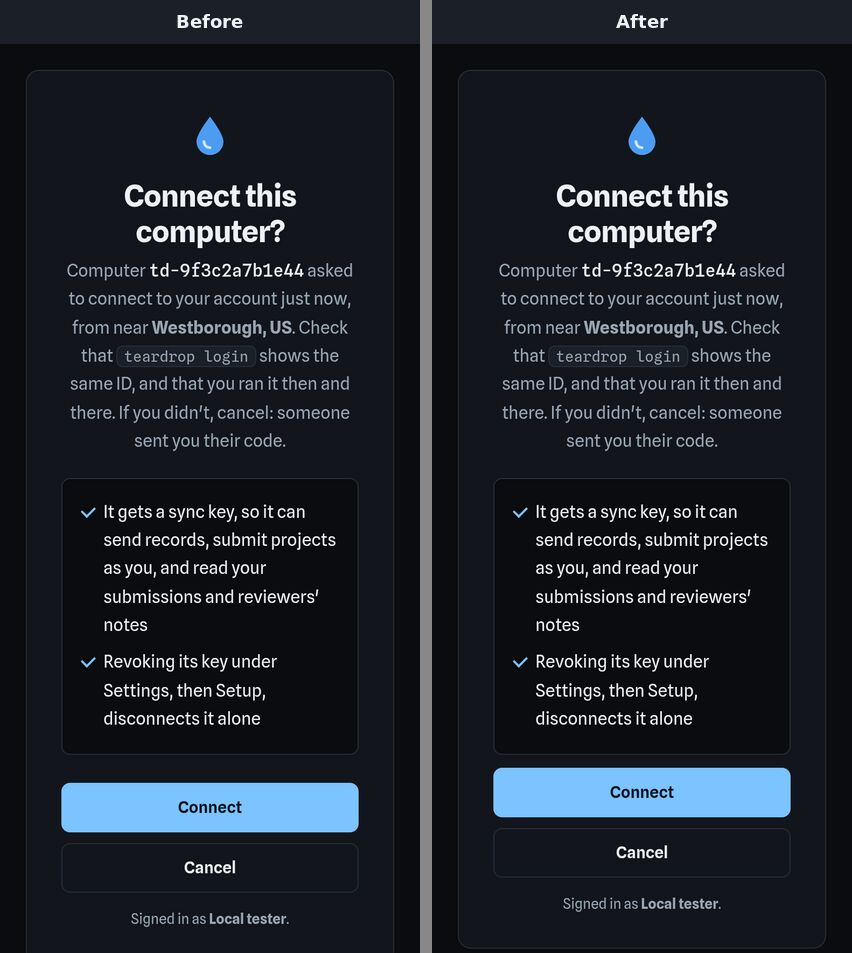 Before
Connect this
computer?
Computer td-9f3c2a7b1e44 asked
to connect to your account just now,
from near Westborough, US. Check
that teardrop login shows the
same ID, and that you ran it then and
there. If you didn't, cancel: someone
sent you their code.
It gets a sync key, so it can
send records, submit projects
as you, and read your
submissions and reviewers'
notes
Revoking its key under
Settings, then Setup,
disconnects it alone
Connect
Cancel
Signed in as Local tester.
After
Connect this
computer?
Computer td-9f3c2a7b1e44 asked
to connect to your account just now,
from near Westborough, US. Check
that teardrop login shows the
same ID, and that you ran it then and
there. If you didn't, cancel: someone
sent you their code.
It gets a sync key, so it can
send records, submit projects
as you, and read your
submissions and reviewers'
notes
Revoking its key under
Settings, then Setup,
disconnects it alone
Connect
Cancel
Signed in as Local tester.